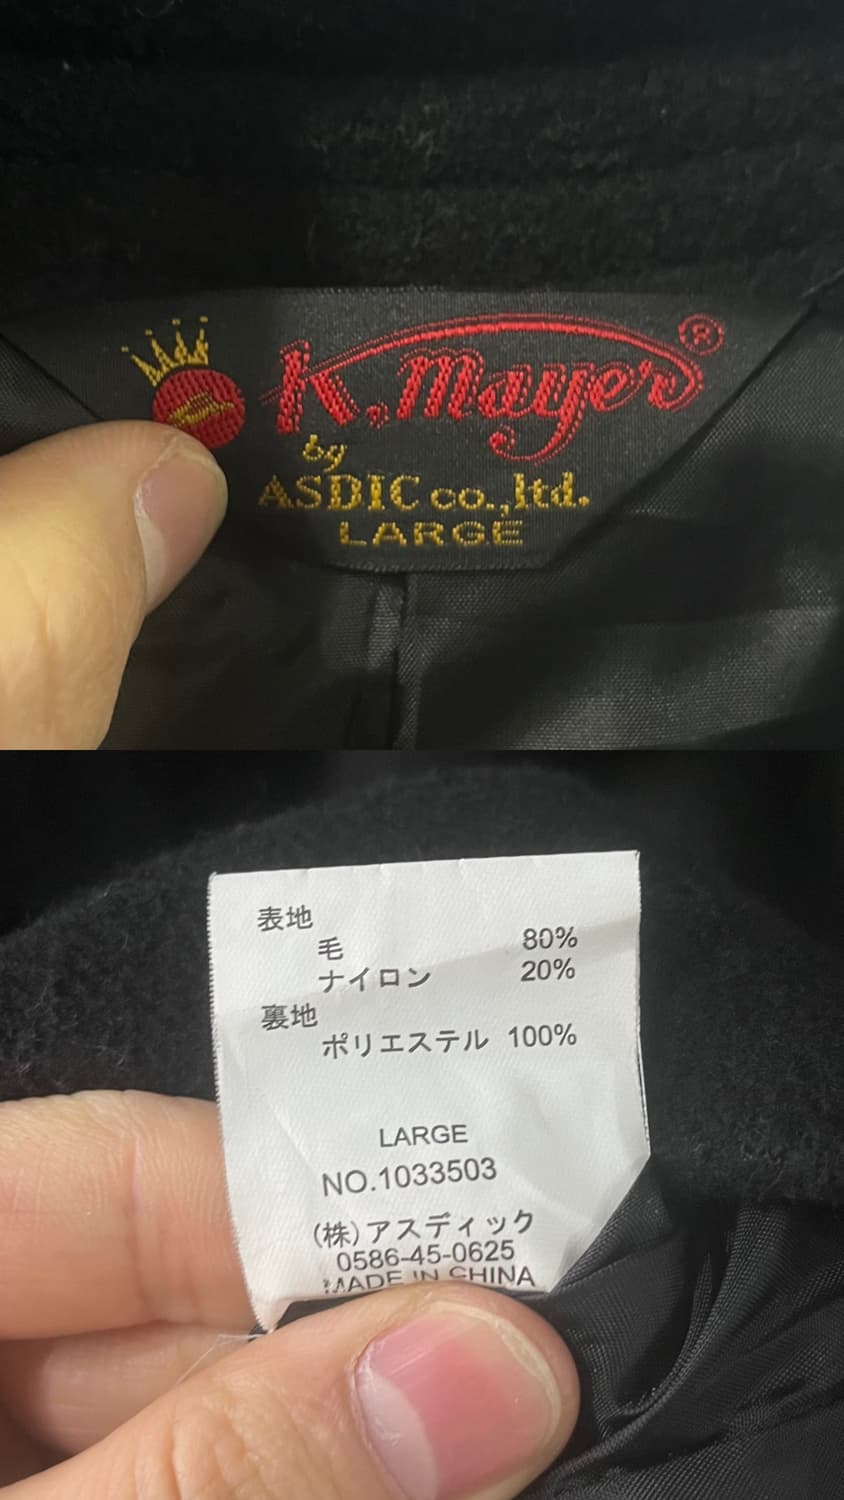 K.Mayer®
by
ASDIC co.,ltd.
LARGE
表地
毛 80%
ナイロン 20%
裏地
ポリエステル 100%
LARGE
NO.1033503
(株)アスディック
0586-45-0625
MADE IN CHINA